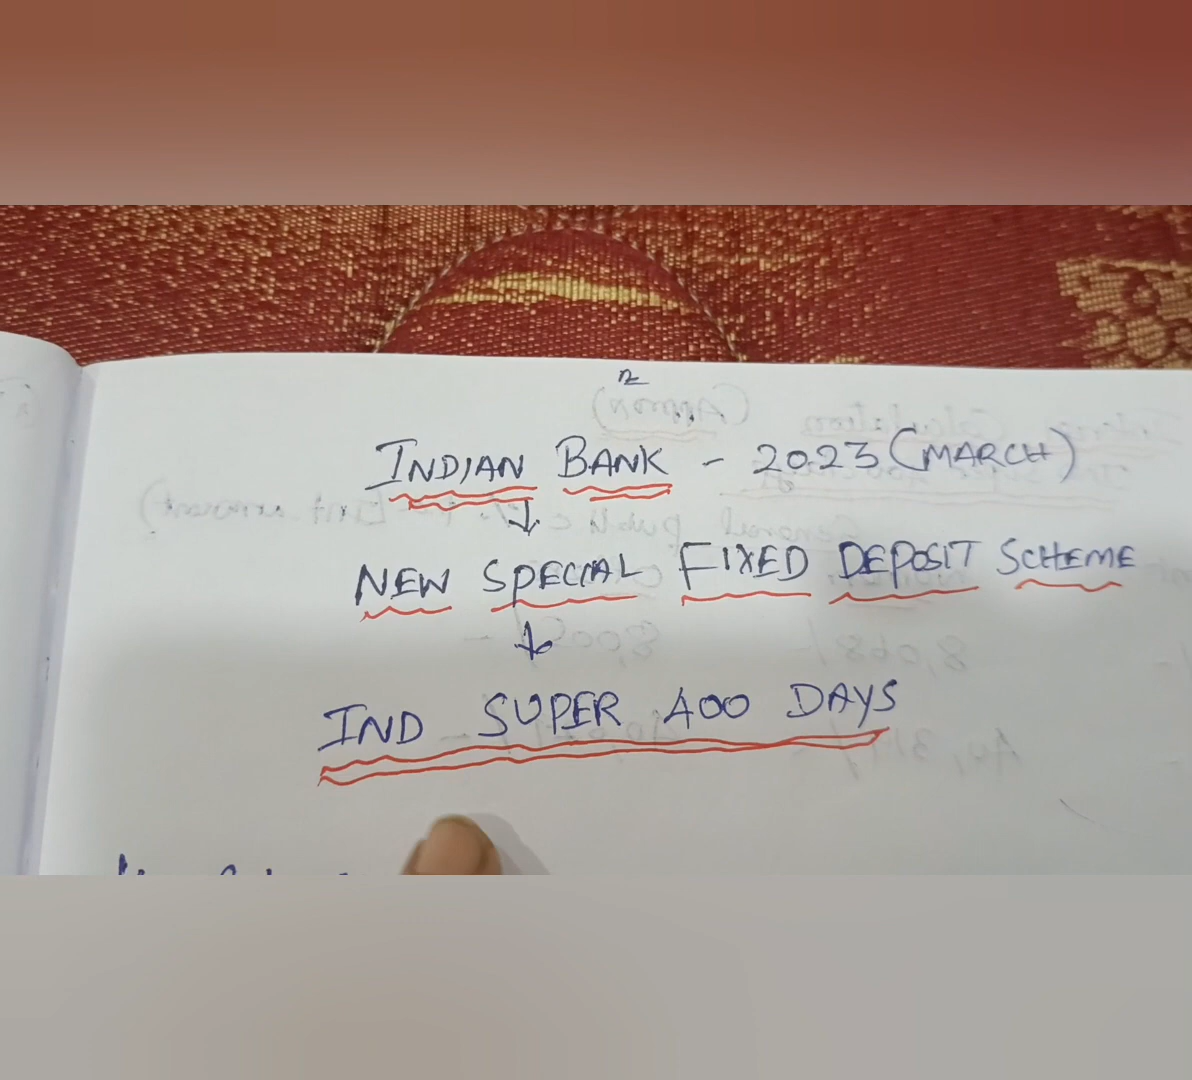 INDIAN BANK - 2023 (MARCH)
↓
NEW SPECIAL FIXED DEPOSIT SCHEME
↓
IND SUPER 400 DAYS